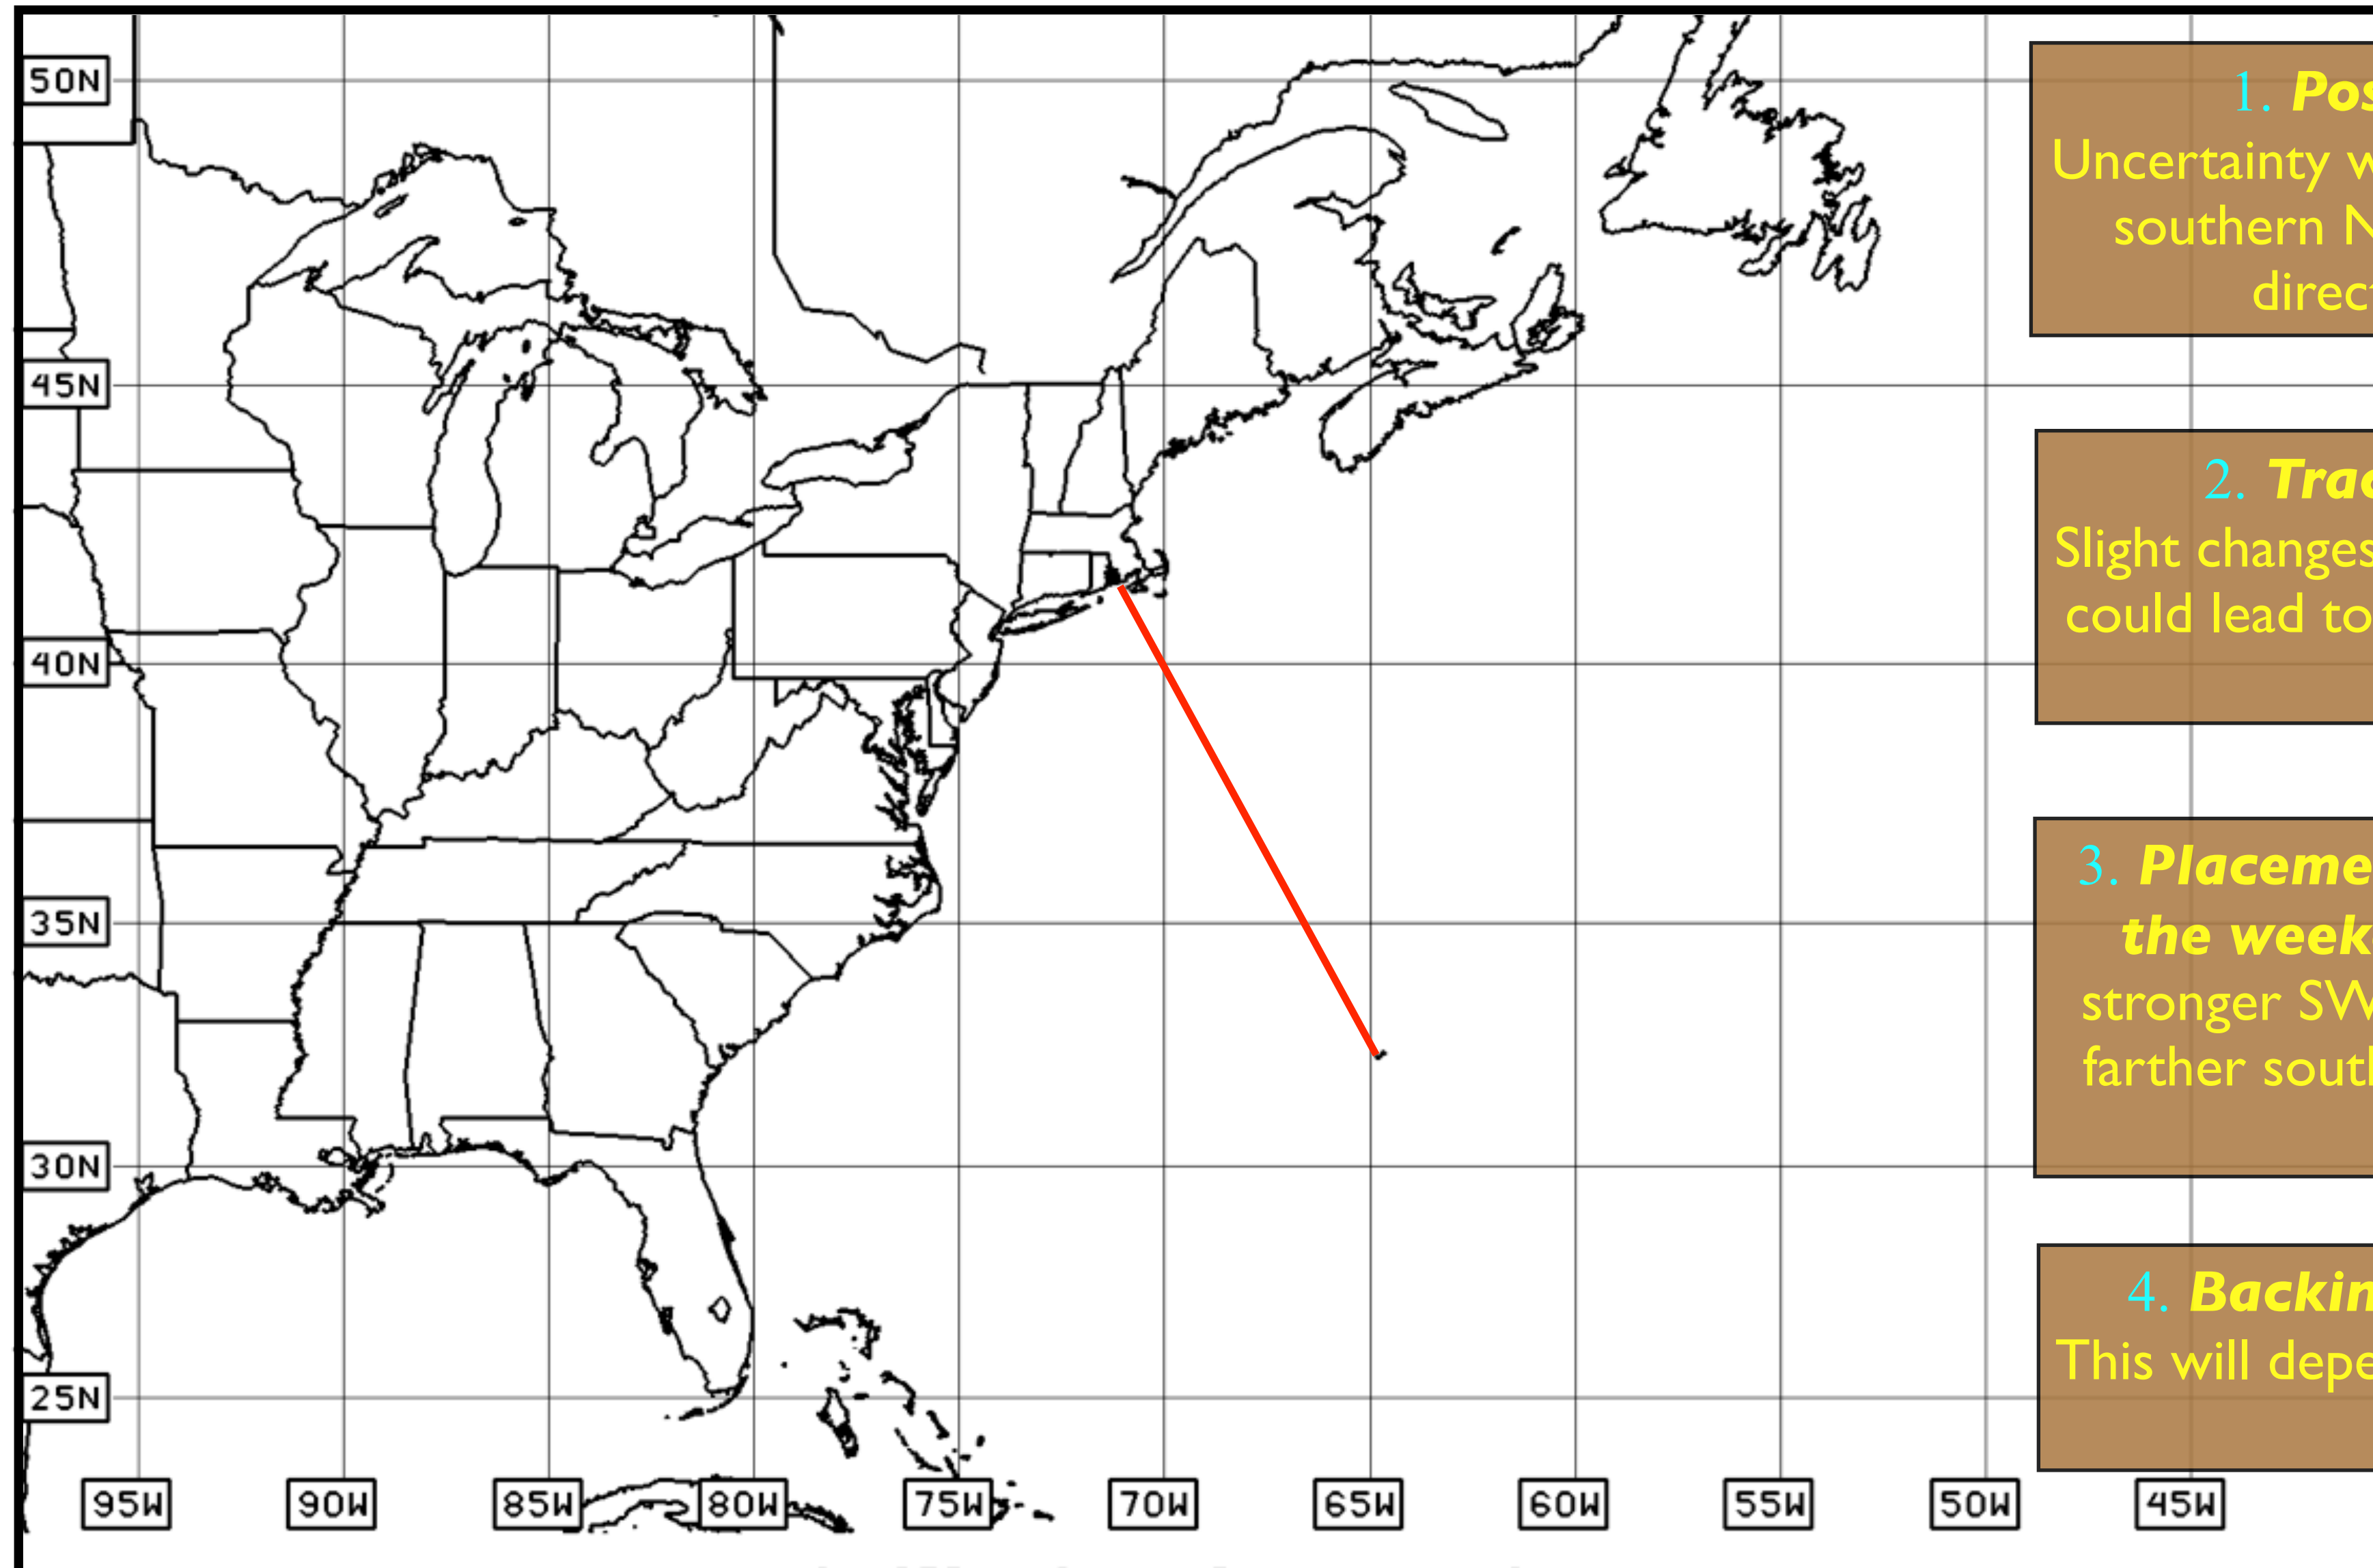 50N
45N
40N
35N
30N
25N
95W 90W 85W 80W 75W 70W 65W 60W 55W 50W 45W
1. Pos
Uncertainty w
southern N
direct
2. Trac
Slight changes
could lead to
3. Placeme
the week
stronger SW
farther sout
4. Backin
This will depe